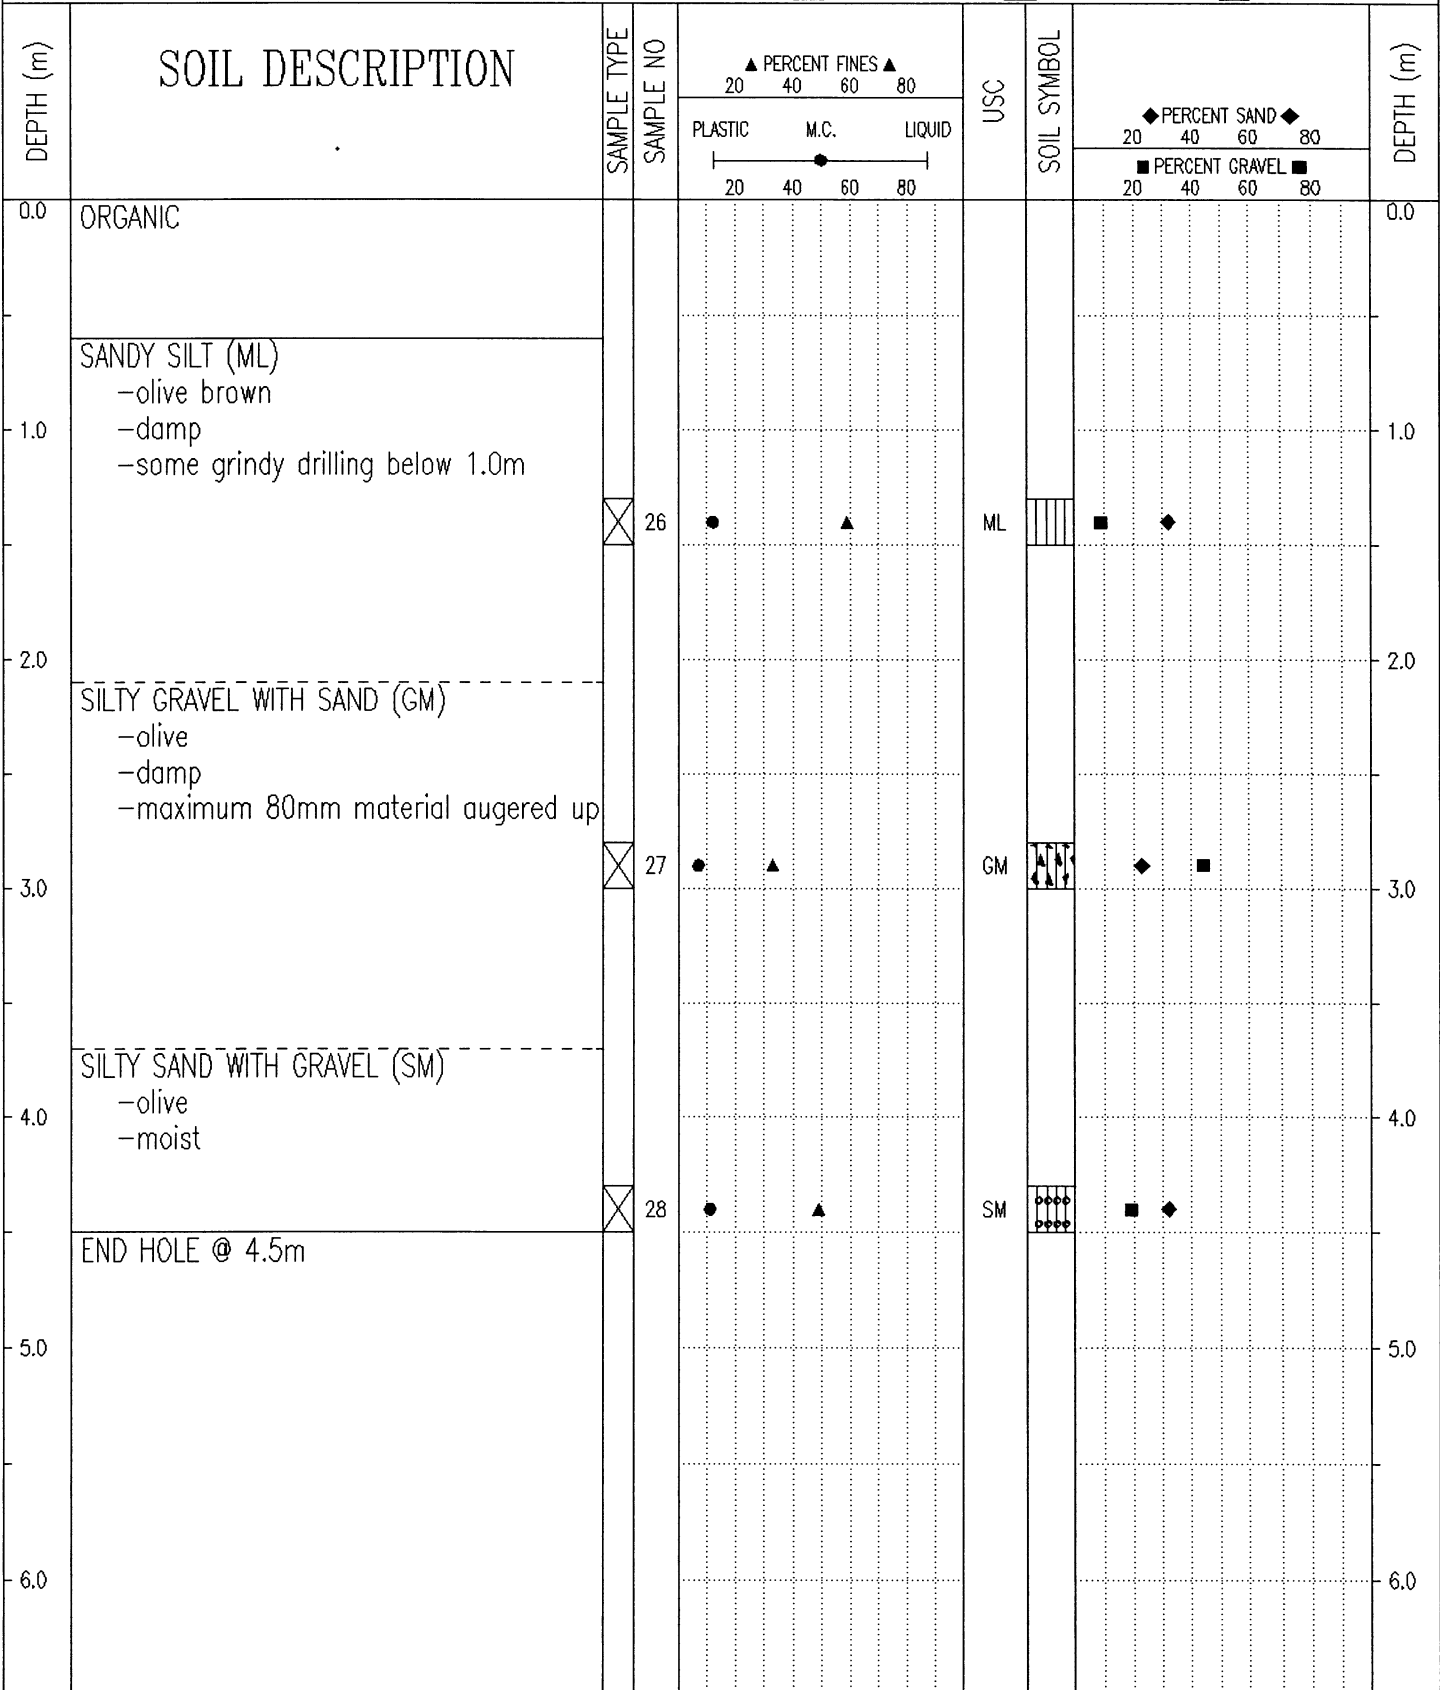 DEPTH (m)
SOIL DESCRIPTION
SAMPLE TYPE
SAMPLE NO
▲ PERCENT FINES ▲
20 40 60 80
PLASTIC M.C. LIQUID
20 40 60 80
USC
SOIL SYMBOL
◆ PERCENT SAND ◆
20 40 60 80
■ PERCENT GRAVEL ■
20 40 60 80
DEPTH (m)
0.0 ORGANIC 0.0
SANDY SILT (ML)
-olive brown
1.0 -damp 1.0
-some grindy drilling below 1.0m
26 ML
2.0 2.0
SILTY GRAVEL WITH SAND (GM)
-olive
-damp
-maximum 80mm material augered up
27 GM
3.0 3.0
SILTY SAND WITH GRAVEL (SM)
-olive
4.0 4.0
-moist
28 SM
END HOLE @ 4.5m
5.0 5.0
6.0 6.0